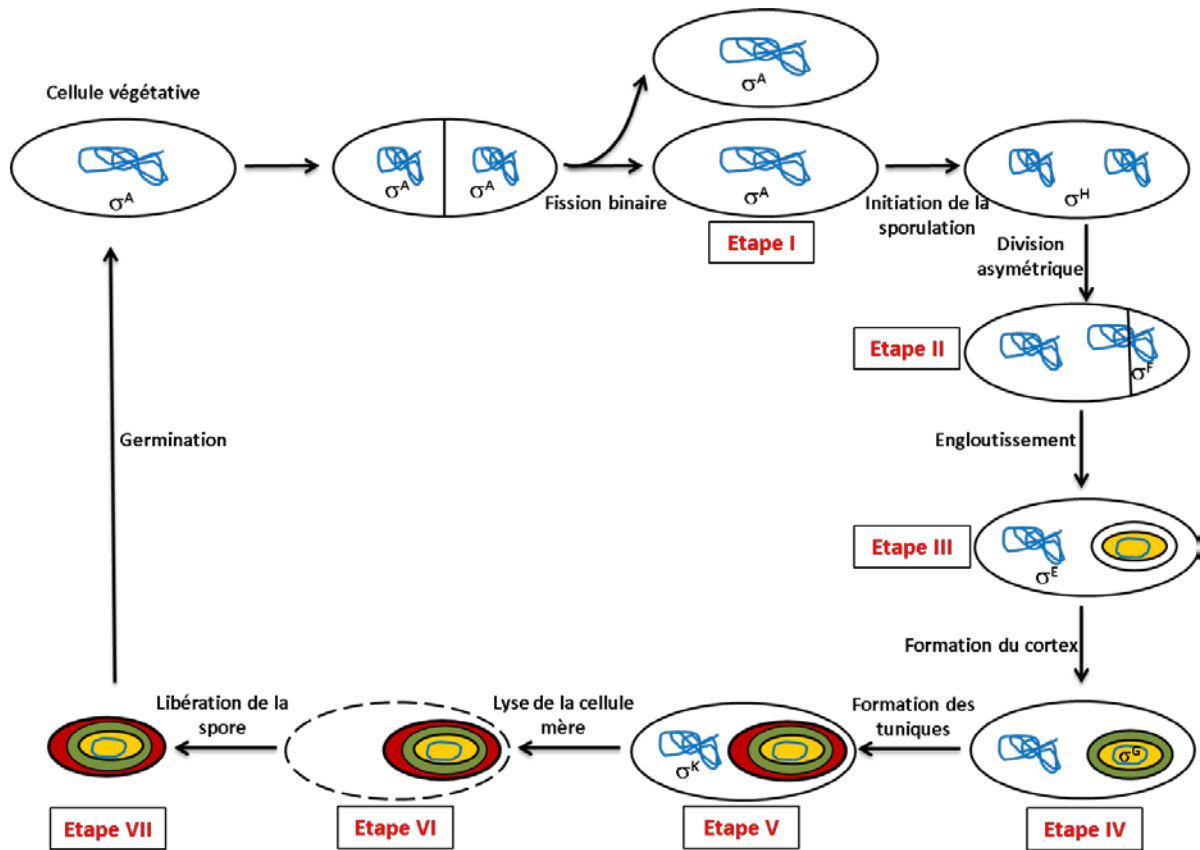 σA
Cellule végétative
σA
σA
σA
Fission binaire
σA
Etape I
Initiation de la
sporulation
σH
Division
asymétrique
Etape II
σF
Engloutissement
Etape III
σE
Formation du cortex
σG
Etape IV
Formation des
tuniques
σK
Etape V
Lyse de la cellule
mère
Etape VI
Libération de la
spore
Etape VII
Germination